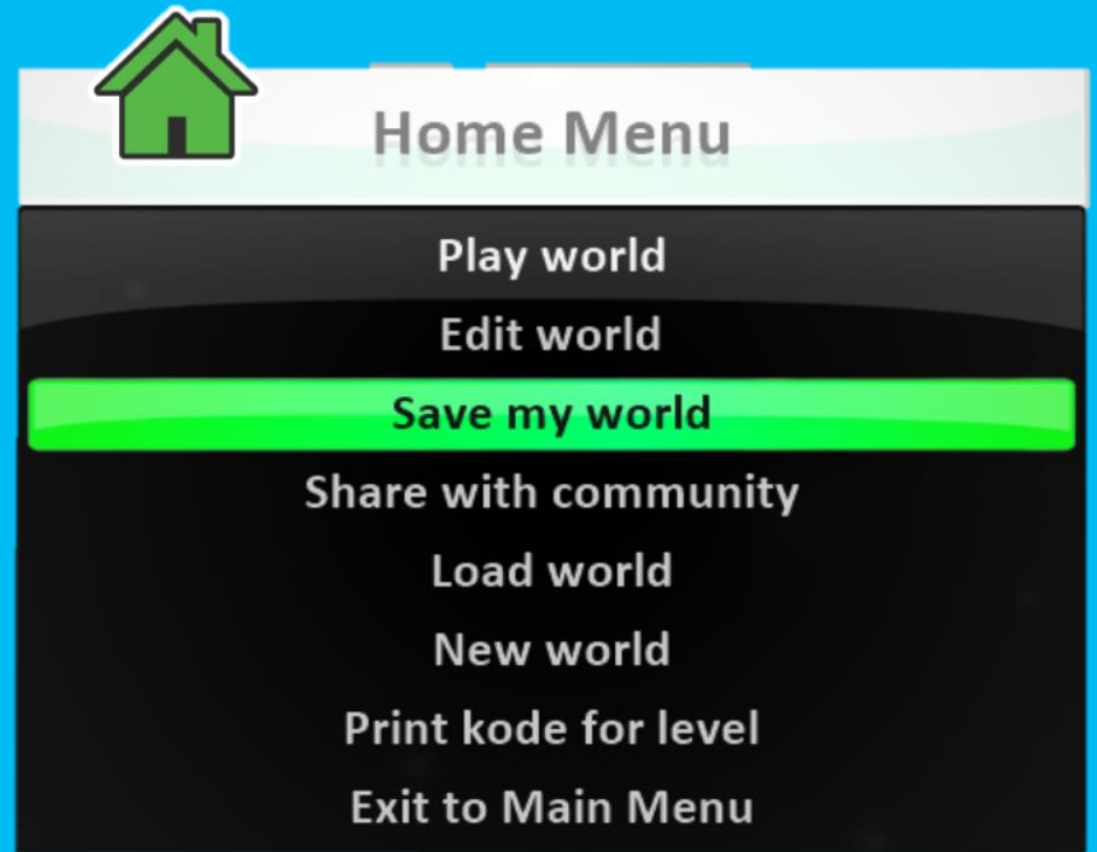 Home Menu
Play world
Edit world
Save my world
Share with community
Load world
New world
Print kode for level
Exit to Main Menu